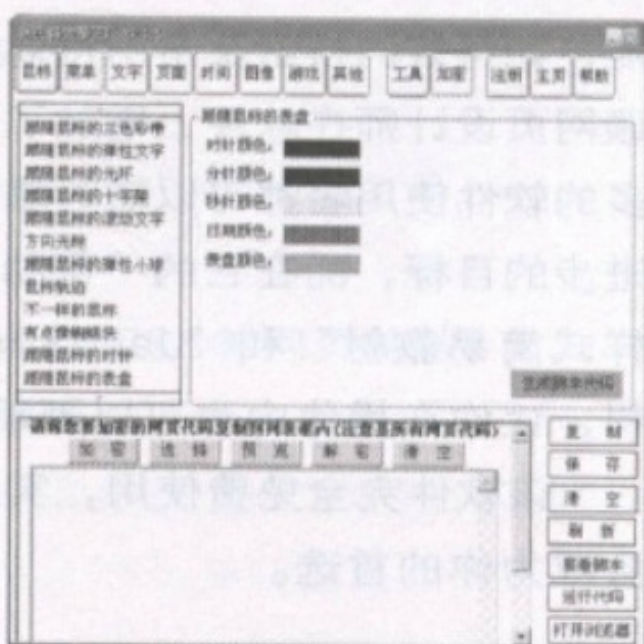 鼠标 菜单 文字 页面 时间 图像 游戏 其他 工具 加密 注册 主页 帮助
跟随鼠标的三色彩带
跟随鼠标的弹性文字
跟随鼠标的光环
跟随鼠标的十字架
跟随鼠标的滚动文字
方向光标
跟随鼠标的弹性小球
鼠标轨迹
不一样的鼠标
有点像蝌蚪
跟随鼠标的时钟
跟随鼠标的表盘
跟随鼠标的表盘
时针颜色:
分针颜色:
秒针颜色:
日期颜色:
表盘颜色:
生成脚本代码
请将您要加密的网页代码复制到列表框内(注意是所有网页代码)
加 密 选 择 预 览 解 密 清 空
复 制
保 存
清 空
刷 新
查看脚本
运行代码
打开浏览器